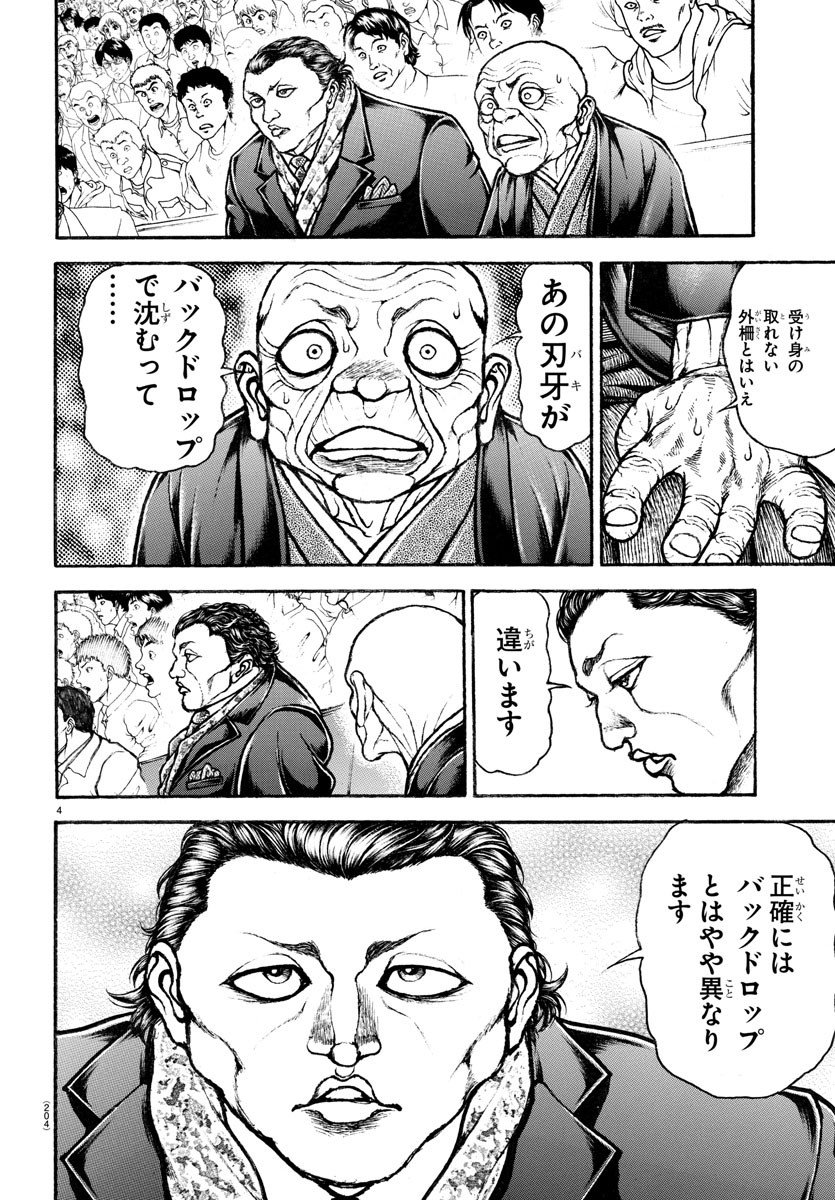 受け身の
取れない
外柵とはいえ
あの刃牙が
バックドロップ
で沈むって
……
違います
4
正確には
バックドロップ
とはやや異なり
ます
(204)